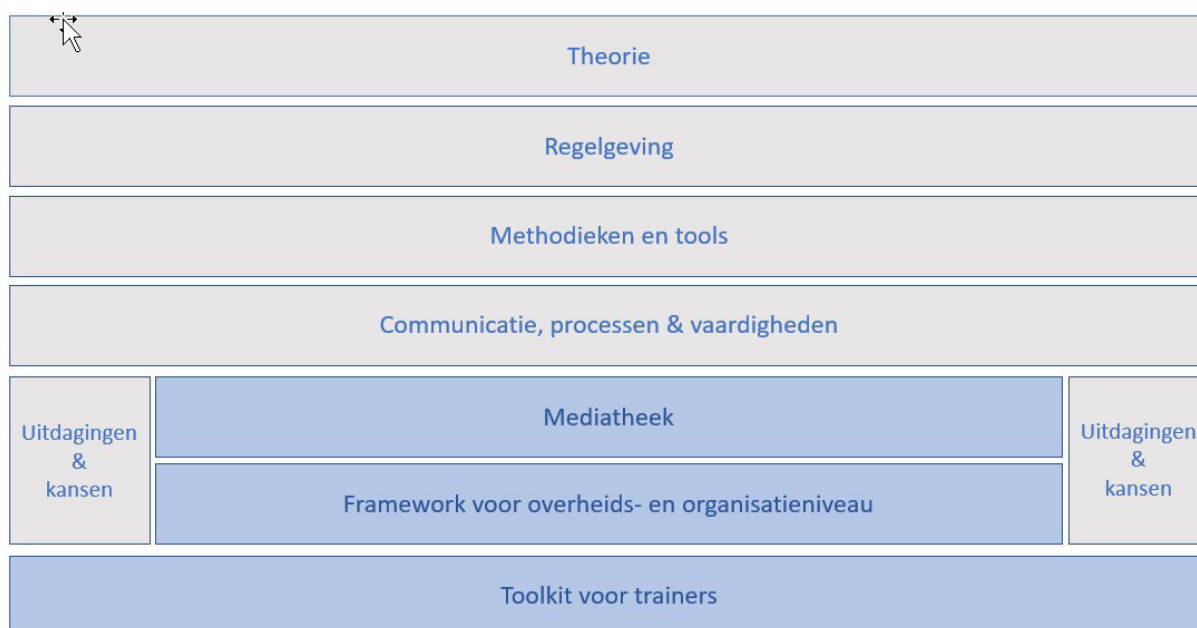 Theorie
Regelgeving
Methodieken en tools
Communicatie, processen & vaardigheden
Uitdagingen
&
kansen
Mediatheek
Framework voor overheids- en organisatieniveau
Uitdagingen
&
kansen
Toolkit voor trainers